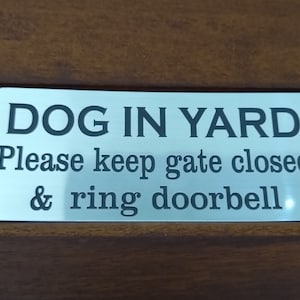 DOG IN YARD
Please keep gate closed
& ring doorbell